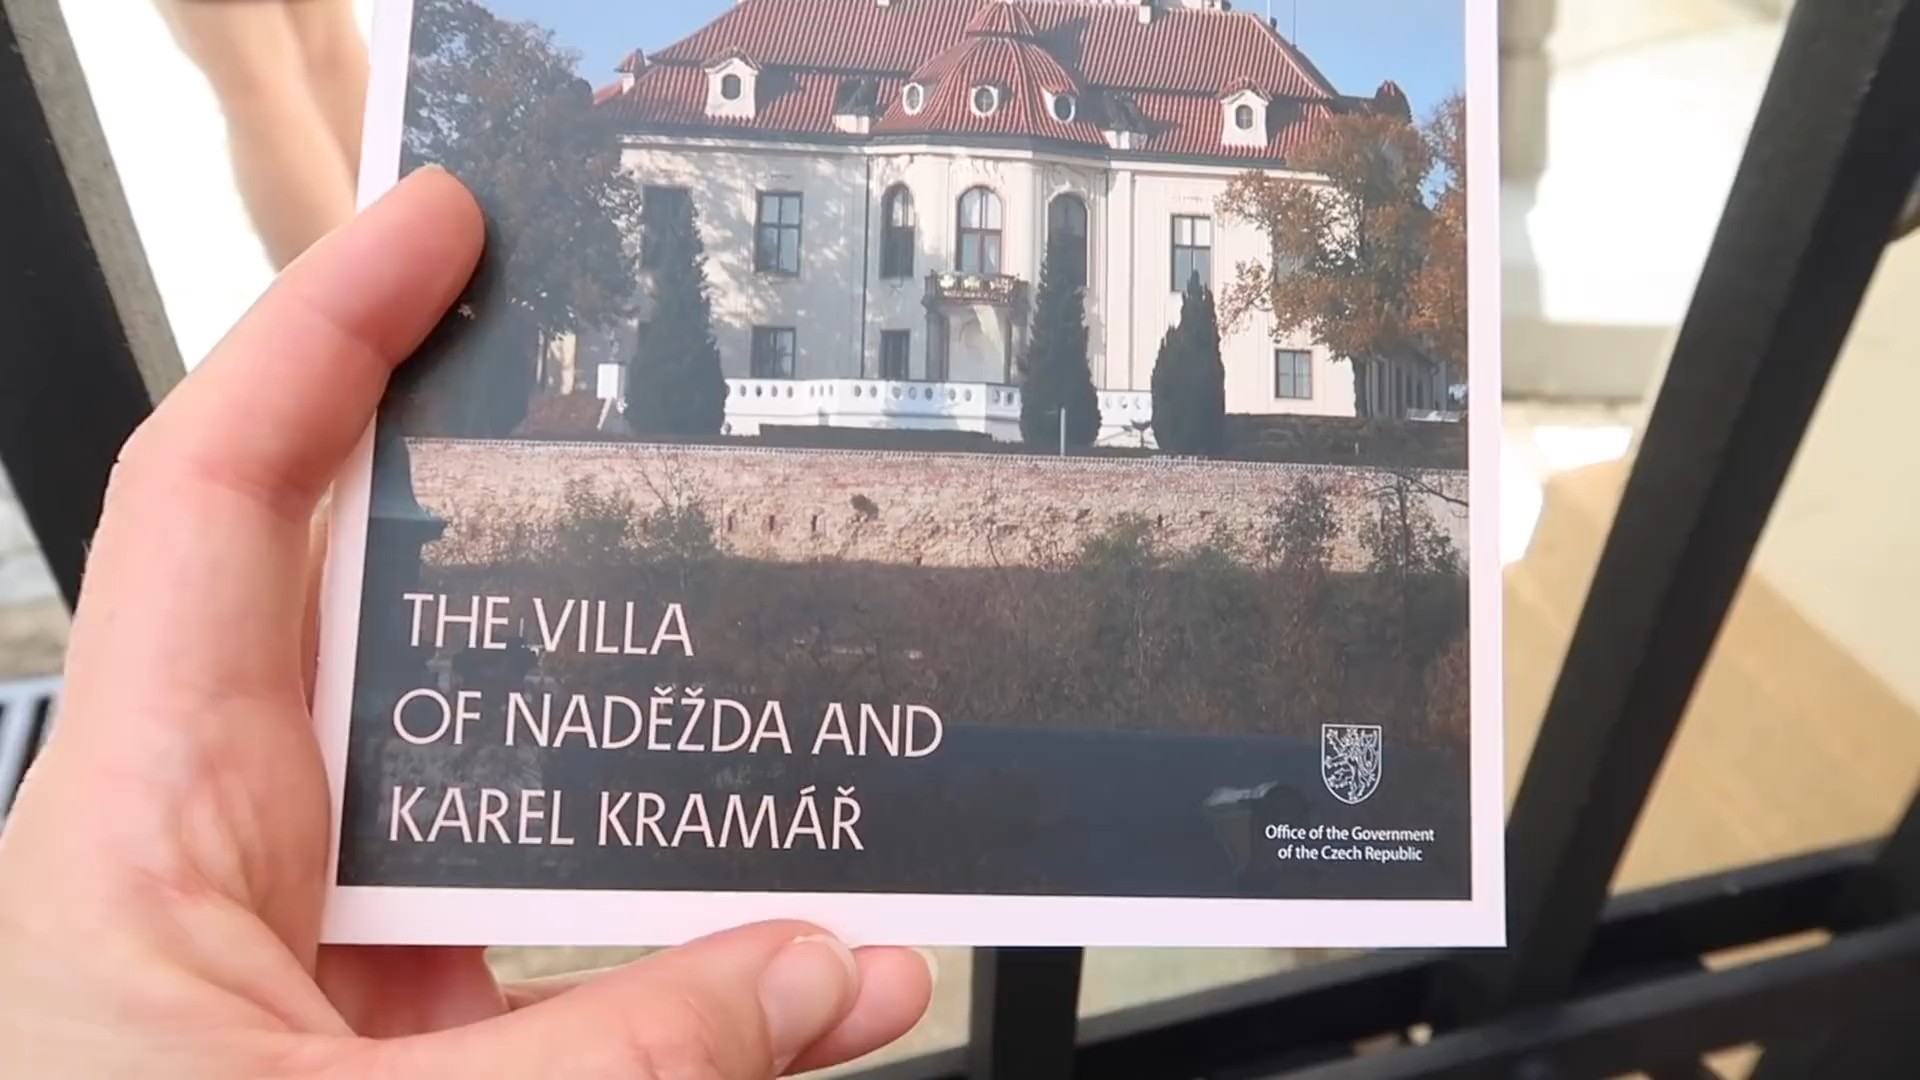 THE VILLA
OF NADĚŽDA AND
KAREL KRAMÁŘ
Office of the Government
of the Czech Republic